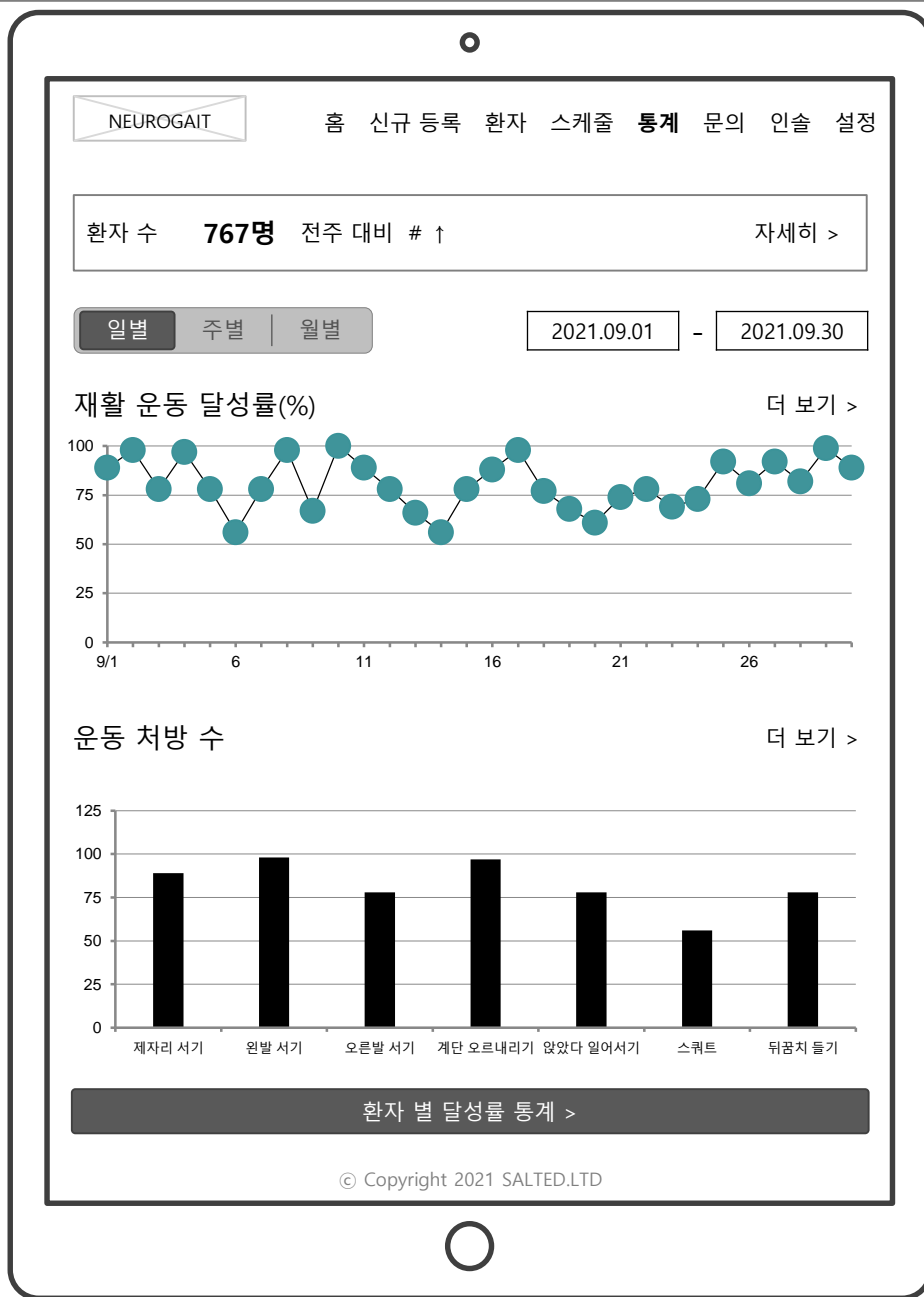 NEUROGAIT
홈 신규 등록 환자 스케줄 통계 문의 인솔 설정
환자 수 767명 전주 대비 # ↑ 자세히 >
일별 주별 월별 2021.09.01 - 2021.09.30
재활 운동 달성률(%) 더 보기 >
100
75
50
25
0
9/1 6 11 16 21 26
운동 처방 수 더 보기 >
125
100
75
50
25
0
제자리 서기 왼발 서기 오른발 서기 계단 오르내리기 앉았다 일어서기 스쿼트 뒤꿈치 들기
환자 별 달성률 통계 >
ⓒ Copyright 2021 SALTED.LTD